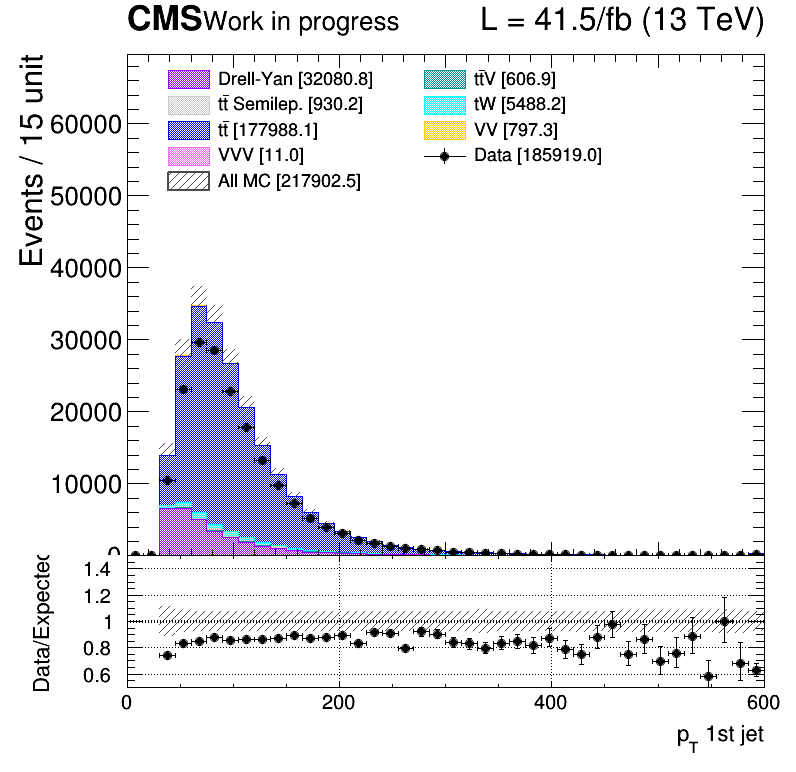 CMS Work in progress L = 41.5/fb (13 TeV)
Drell-Yan [32080.8]
tt̄ Semilep. [930.2]
tt̄ [177988.1]
VVV [11.0]
All MC [217902.5]
tt̄V [606.9]
tW [5488.2]
VV [797.3]
Data [185919.0]
Events / 15 unit
60000
50000
40000
30000
20000
10000
0
Data/Expected
1.4
1.2
1
0.8
0.6
0 200 400 600
p_T 1st jet